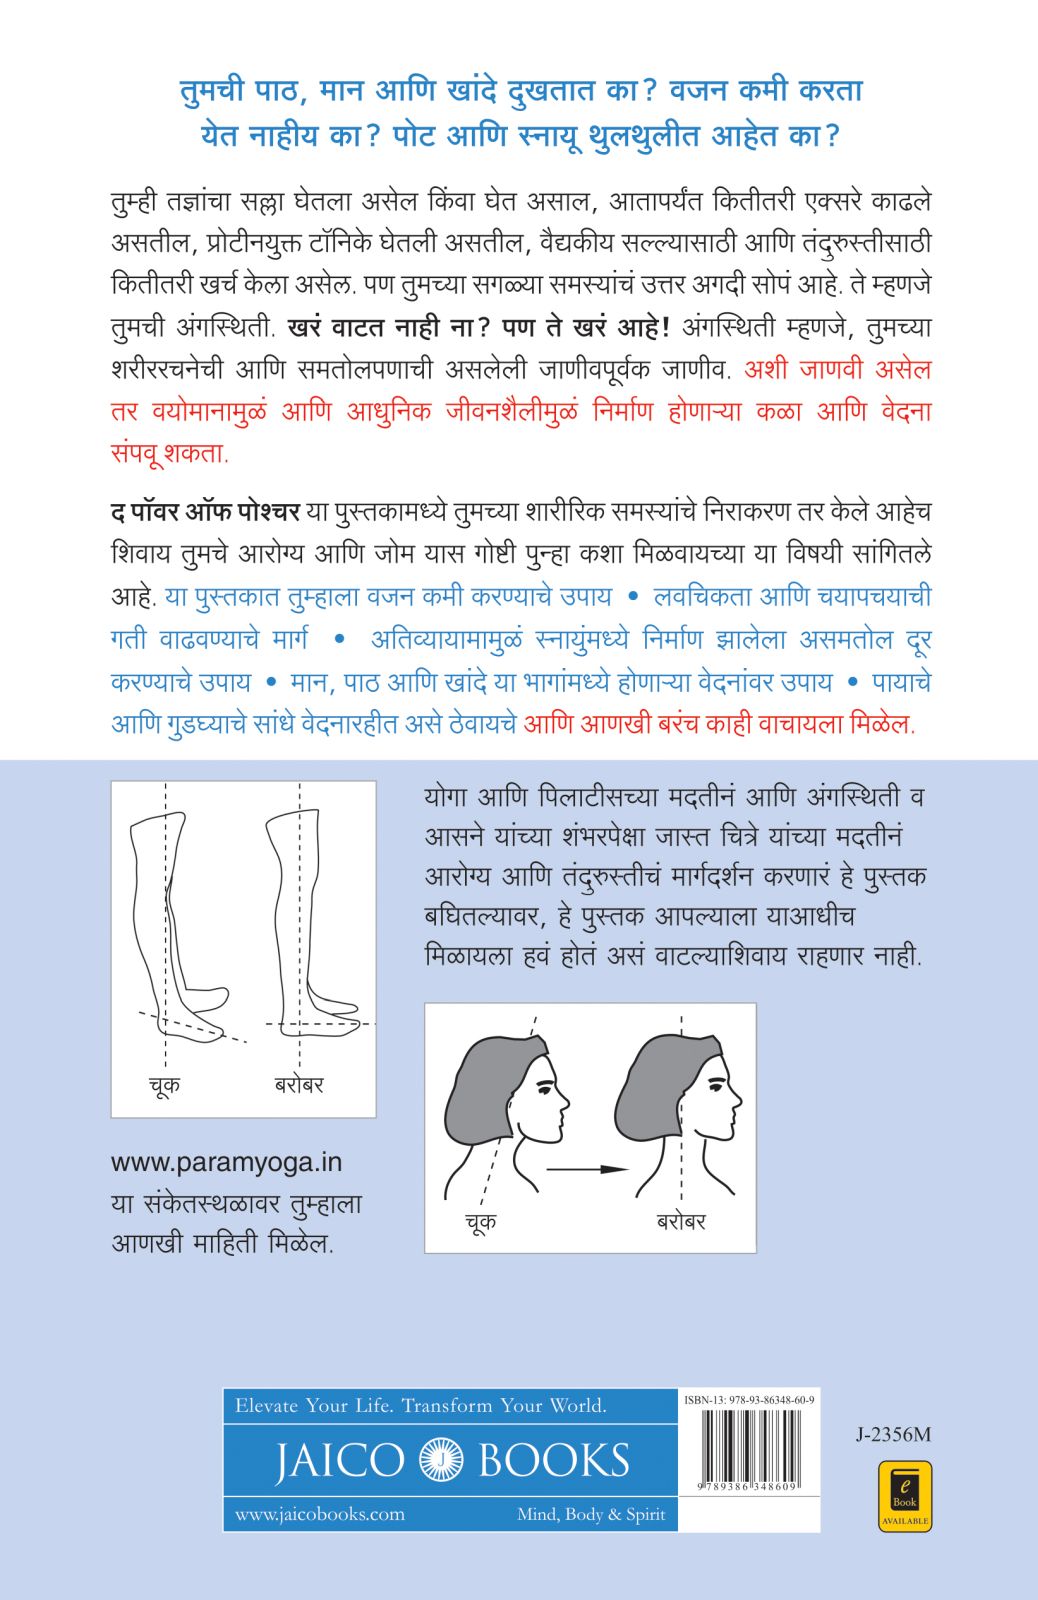 तुमची पाठ, मान आणि खांदे दुखतात का? वजन कमी करता
येत नाहीय का? पोट आणि स्नायू थुलथुलीत आहेत का?
तुम्ही तज्ञांचा सल्ला घेतला असेल किंवा घेत असाल, आतापर्यंत कितीतरी एक्सरे काढले
असतील, प्रोटीनयुक्त टॉनिके घेतली असतील, वैद्यकीय सल्ल्यासाठी आणि तंदुरुस्तीसाठी
कितीतरी खर्च केला असेल. पण तुमच्या सगळ्या समस्यांचं उत्तर अगदी सोपं आहे. ते म्हणजे
तुमची अंगस्थिती. खरं वाटत नाही ना? पण ते खरं आहे! अंगस्थिती म्हणजे, तुमच्या
शरीररचनेची आणि समतोलपणाची असलेली जाणीवपूर्वक जाणीव. अशी जाणवी असेल
तर वयोमानामुळं आणि आधुनिक जीवनशैलीमुळं निर्माण होणाऱ्या कळा आणि वेदना
संपवू शकता.
द पॉवर ऑफ पोश्चर या पुस्तकामध्ये तुमच्या शारीरिक समस्यांचे निराकरण तर केले आहेच
शिवाय तुमचे आरोग्य आणि जोम यास गोष्टी पुन्हा कशा मिळवायच्या या विषयी सांगितले
आहे. या पुस्तकात तुम्हाला वजन कमी करण्याचे उपाय • लवचिकता आणि चयापचयाची
गती वाढवण्याचे मार्ग • अतिव्यायामामुळं स्नायुंमध्ये निर्माण झालेला असमतोल दूर
करण्याचे उपाय • मान, पाठ आणि खांदे या भागांमध्ये होणाऱ्या वेदनांवर उपाय • पायाचे
आणि गुडघ्याचे सांधे वेदनारहीत असे ठेवायचे आणि आणखी बरंच काही वाचायला मिळेल.
योगा आणि पिलाटीसच्या मदतीनं आणि अंगस्थिती व
आसने यांच्या शंभरपेक्षा जास्त चित्रे यांच्या मदतीनं
आरोग्य आणि तंदुरुस्तीचं मार्गदर्शन करणारं हे पुस्तक
बघितल्यावर, हे पुस्तक आपल्याला याआधीच
मिळायला हवं होतं असं वाटल्याशिवाय राहणार नाही.
चूक बरोबर
www.paramyoga.in
या संकेतस्थळावर तुम्हाला
आणखी माहिती मिळेल.
चूक बरोबर
Elevate Your Life. Transform Your World.
JAICO J BOOKS
www.jaicobooks.com Mind, Body & Spirit
ISBN-13: 978-93-86348-60-9
9 789386 348609
J-2356M
e
Book
AVAILABLE